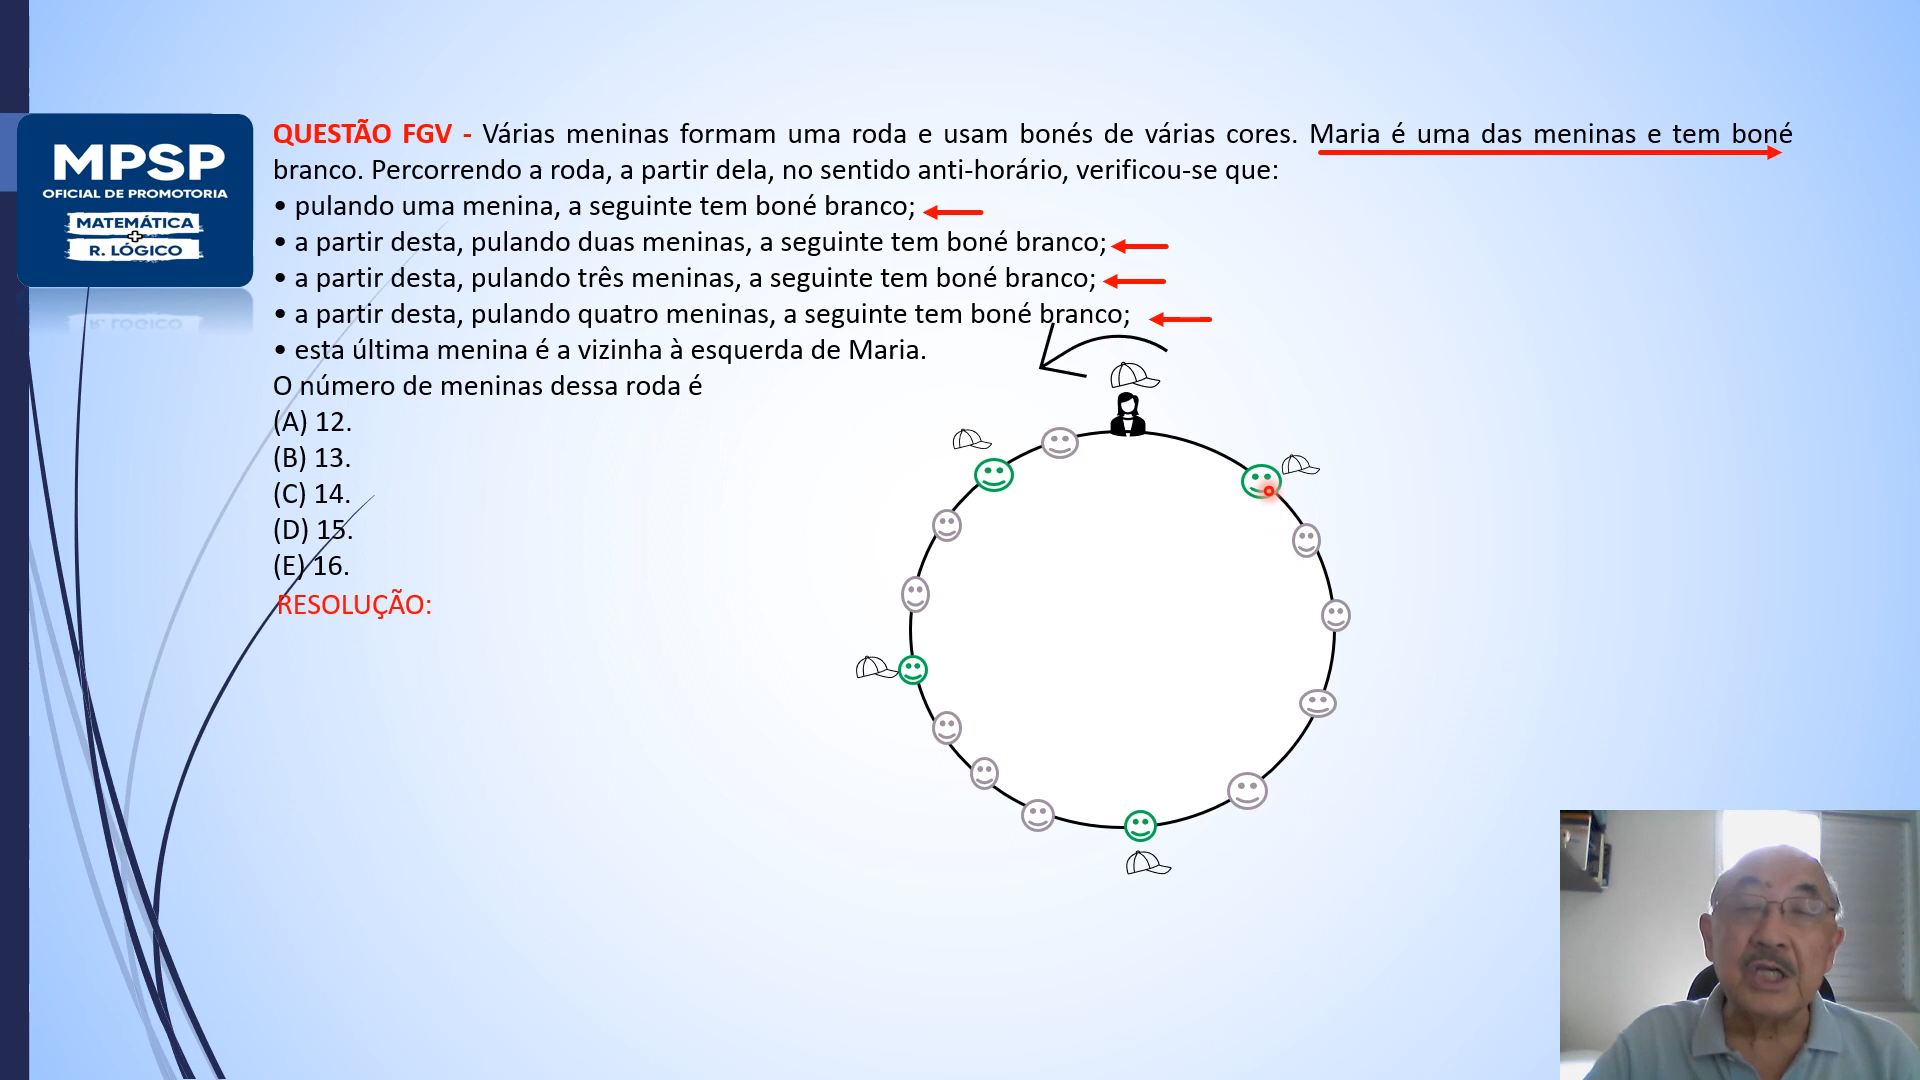 MPSP
OFICIAL DE PROMOTORIA
MATEMÁTICA
+
R. LÓGICO
QUESTÃO FGV - Várias meninas formam uma roda e usam bonés de várias cores. Maria é uma das meninas e tem boné
branco. Percorrendo a roda, a partir dela, no sentido anti-horário, verificou-se que:
• pulando uma menina, a seguinte tem boné branco;
• a partir desta, pulando duas meninas, a seguinte tem boné branco;
• a partir desta, pulando três meninas, a seguinte tem boné branco;
• a partir desta, pulando quatro meninas, a seguinte tem boné branco;
• esta última menina é a vizinha à esquerda de Maria.
O número de meninas dessa roda é
(A) 12.
(B) 13.
(C) 14.
(D) 15.
(E) 16.
RESOLUÇÃO: